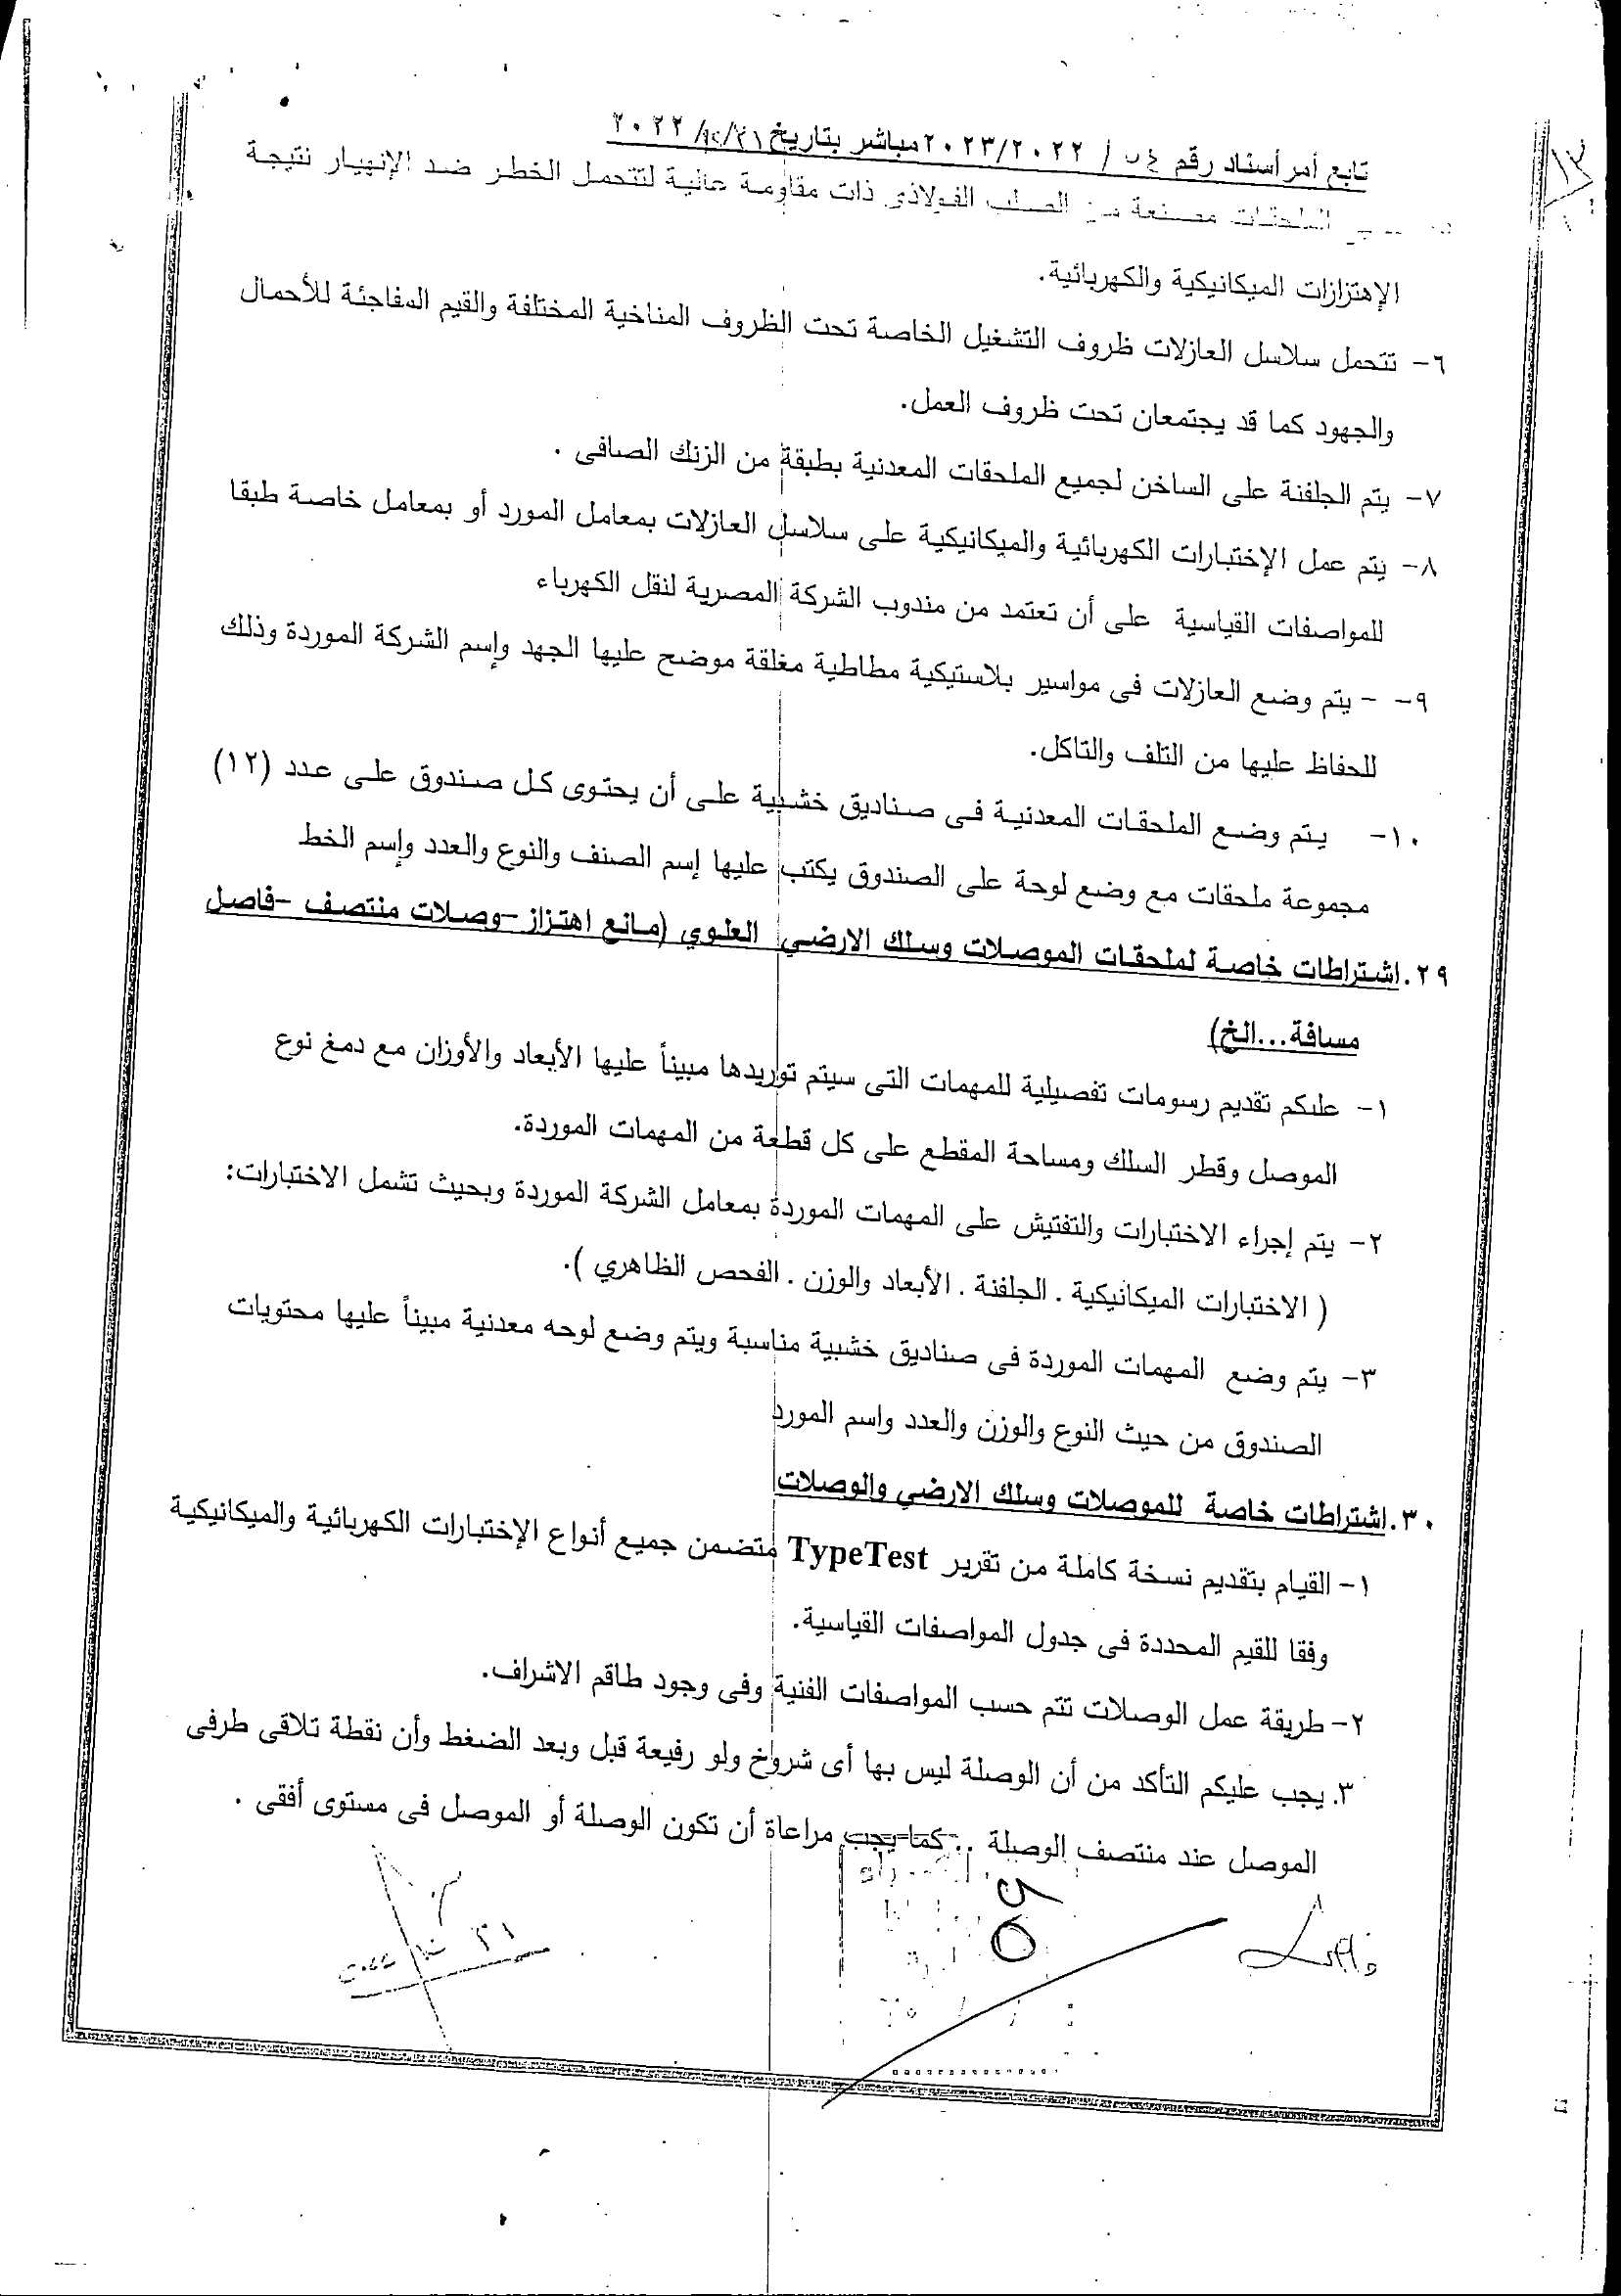 ١٣
تابع أمر أسناد رقم ٥٤ / ٢٠٢٣/٢٠٢٢ مباشر بتاريخ ٢٠٢٢/١٢/٢١
الملحقات مصنعة من الصلب الفولاذى ذات مقاومة عالية لتتحمل الخطر ضد الإنهيار نتيجة
الإهتزازات الميكانيكية والكهربائية.
٦- تتحمل سلاسل العازلات ظروف التشغيل الخاصة تحت الظروف المناخية المختلفة والقيم المفاجئة للأحمال
والجهود كما قد يجتمعان تحت ظروف العمل.
٧- يتم الجلفنة على الساخن لجميع الملحقات المعدنية بطبقة من الزنك الصافى .
٨- يتم عمل الإختبارات الكهربائية والميكانيكية على سلاسل العازلات بمعامل المورد أو بمعامل خاصة طبقا
للمواصفات القياسية على أن تعتمد من مندوب الشركة المصرية لنقل الكهرباء
٩- - يتم وضع العازلات فى مواسير بلاستيكية مطاطية مغلقة موضح عليها الجهد وإسم الشركة الموردة وذلك
للحفاظ عليها من التلف والتاكل.
١٠- يتم وضع الملحقات المعدنية فى صناديق خشبية على أن يحتوى كل صندوق على عدد (١٢)
مجموعة ملحقات مع وضع لوحة على الصندوق يكتب عليها إسم الصنف والنوع والعدد وإسم الخط
٢٩. اشتراطات خاصة لملحقات الموصلات وسلك الارضي العلوي (مانع اهتزاز -وصلات منتصف -فاصل
مسافة...الخ)
١- علىكم تقديم رسومات تفصيلية للمهمات التى سيتم توريدها مبيناً عليها الأبعاد والأوزان مع دمغ نوع
الموصل وقطر السلك ومساحة المقطع على كل قطعة من المهمات الموردة.
٢- يتم إجراء الاختبارات والتفتيش على المهمات الموردة بمعامل الشركة الموردة وبحيث تشمل الاختبارات:
( الاختبارات الميكانيكية . الجلفنة . الأبعاد والوزن . الفحص الظاهري ).
٣- يتم وضع المهمات الموردة فى صناديق خشبية مناسبة ويتم وضع لوحه معدنية مبيناً عليها محتويات
الصندوق من حيث النوع والوزن والعدد واسم المورد
٣٠. اشتراطات خاصة للموصلات وسلك الارضي والوصلات
١- القيام بتقديم نسخة كاملة من تقرير TypeTest متضمن جميع أنواع الإختبارات الكهربائية والميكانيكية
وفقا للقيم المحددة فى جدول المواصفات القياسية.
٢- طريقة عمل الوصلات تتم حسب المواصفات الفنية وفى وجود طاقم الاشراف.
٣. يجب عليكم التأكد من أن الوصلة ليس بها أى شروخ ولو رفيعة قبل وبعد الضغط وأن نقطة تلاقى طرفى
الموصل عند منتصف الوصلة .. كما يجب مراعاة أن تكون الوصلة أو الموصل فى مستوى أفقى .